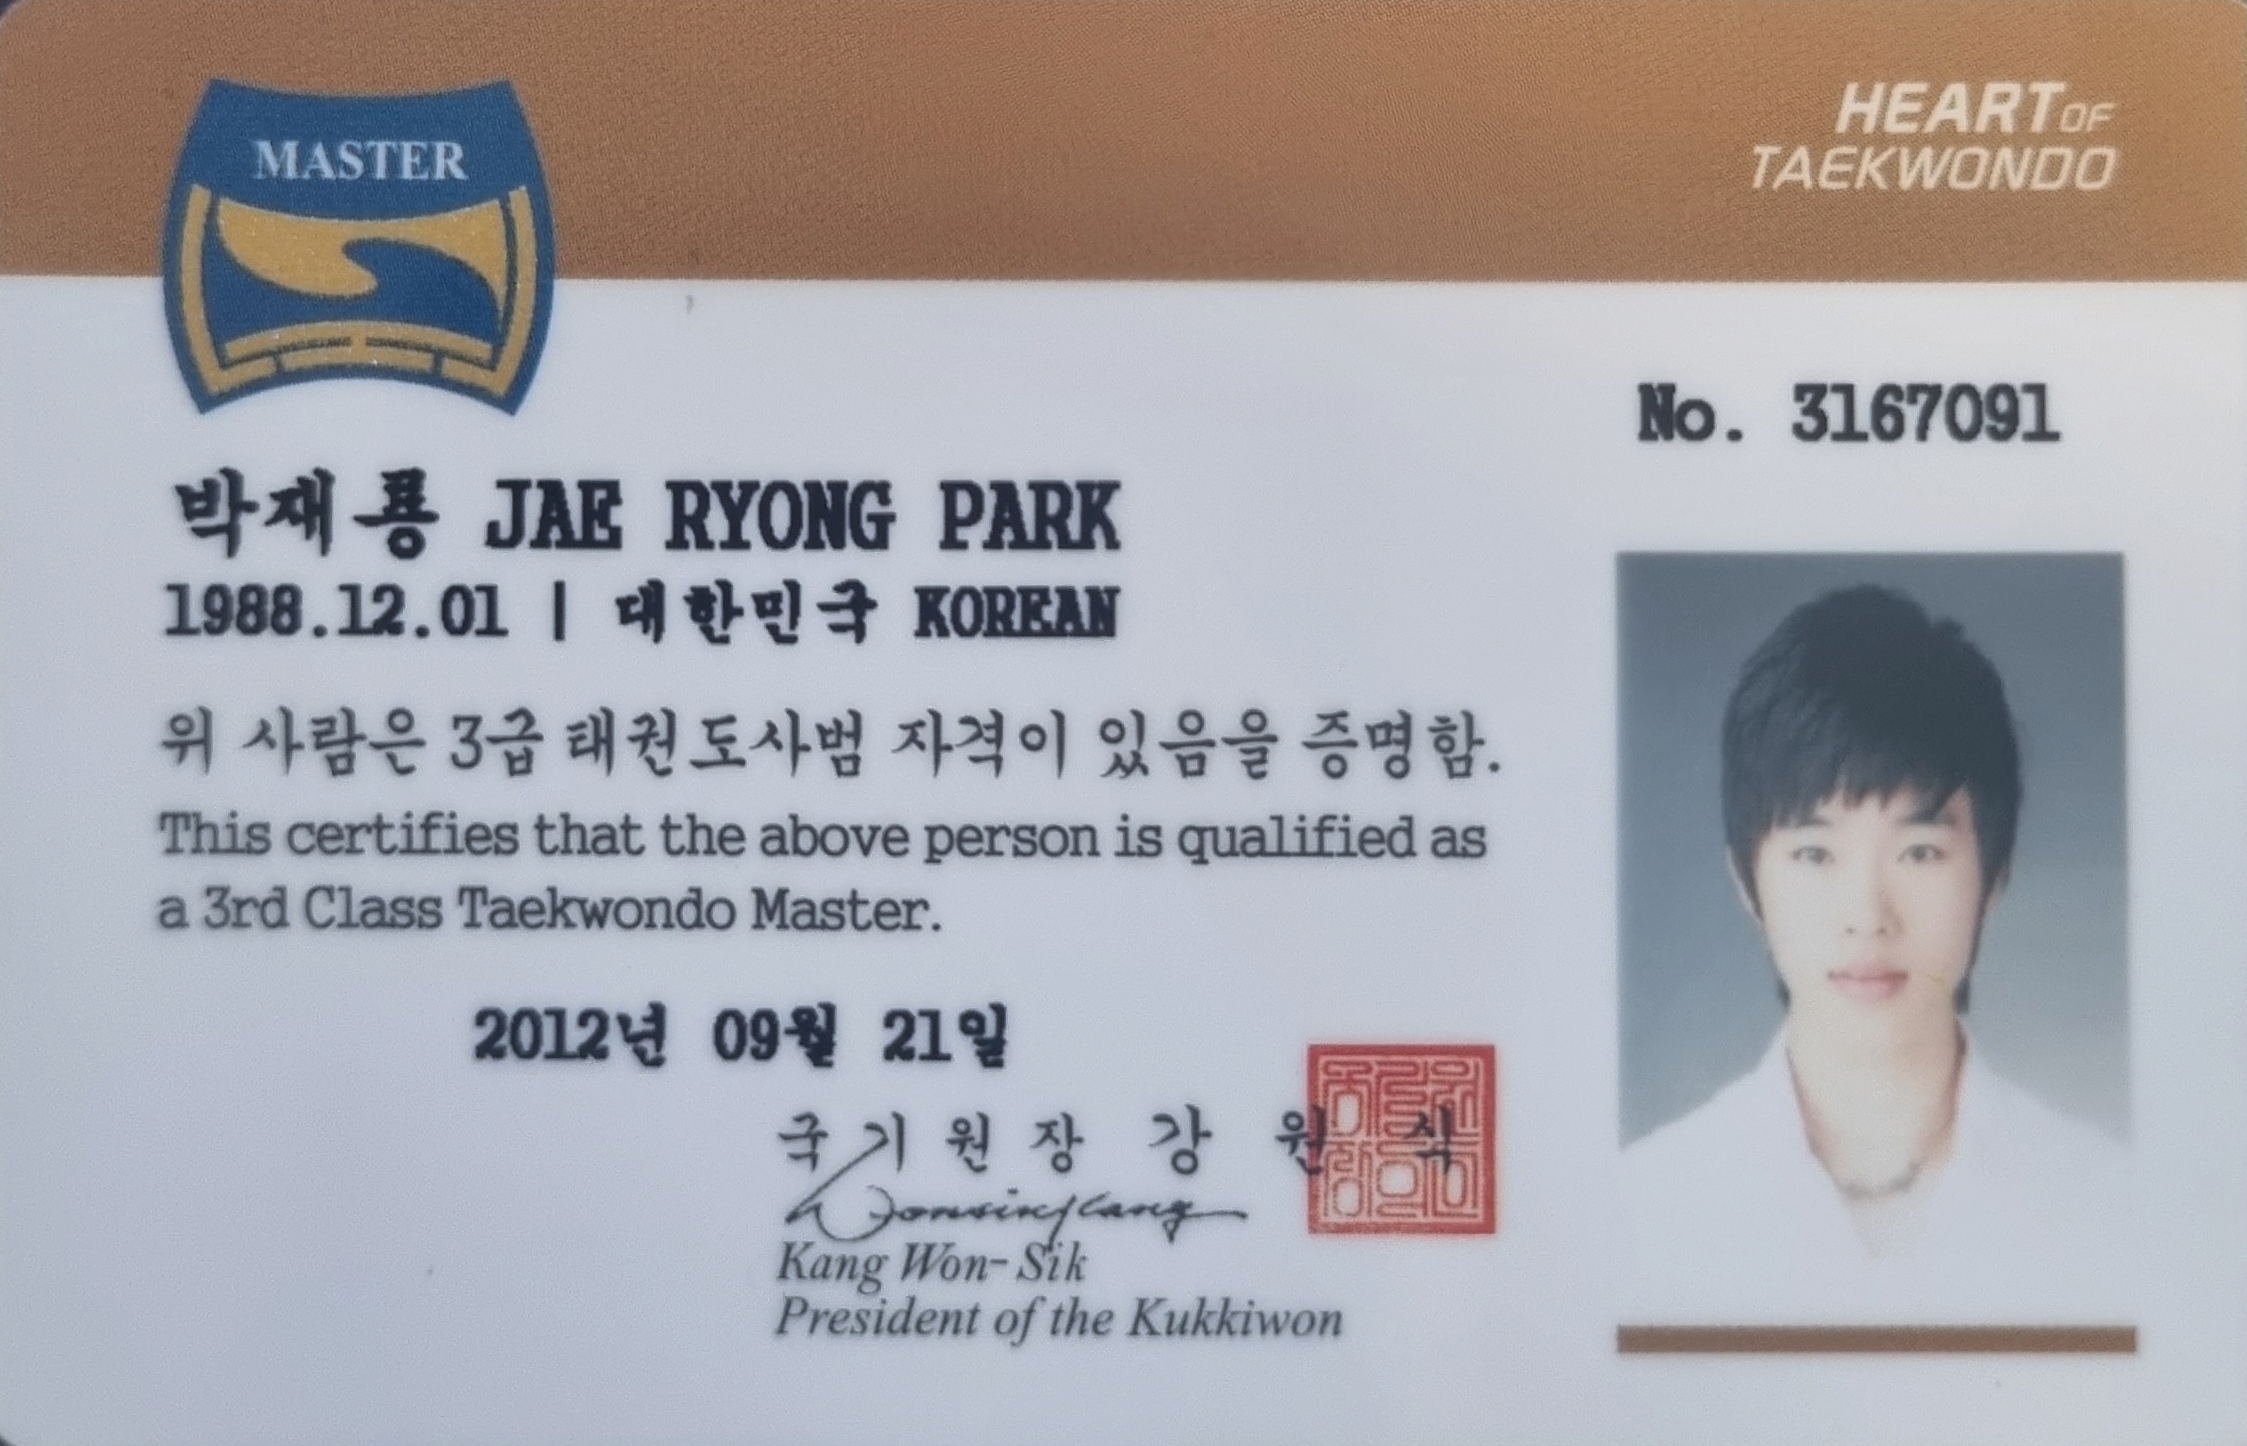 MASTER
HEART OF
TAEKWONDO
No. 3167091
박재룡 JAE RYONG PARK
1988.12.01 | 대한민국 KOREAN
위 사람은 3급 태권도사범 자격이 있음을 증명함.
This certifies that the above person is qualified as
a 3rd Class Taekwondo Master.
2012년 09월 21일
국기원장 강원식
Kang Won-Sik
President of the Kukkiwon